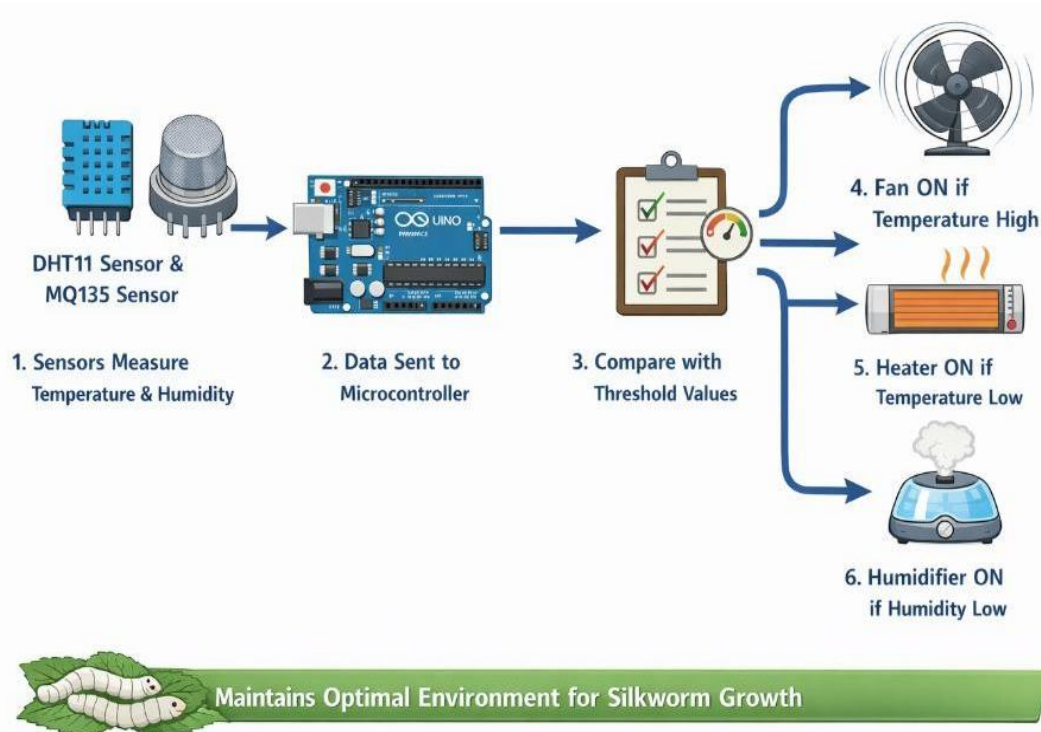 DHT11 Sensor &
MQ135 Sensor
UINO
1. Sensors Measure
Temperature & Humidity
2. Data Sent to
Microcontroller
3. Compare with
Threshold Values
4. Fan ON if
Temperature High
5. Heater ON if
Temperature Low
6. Humidifier ON
if Humidity Low
Maintains Optimal Environment for Silkworm Growth